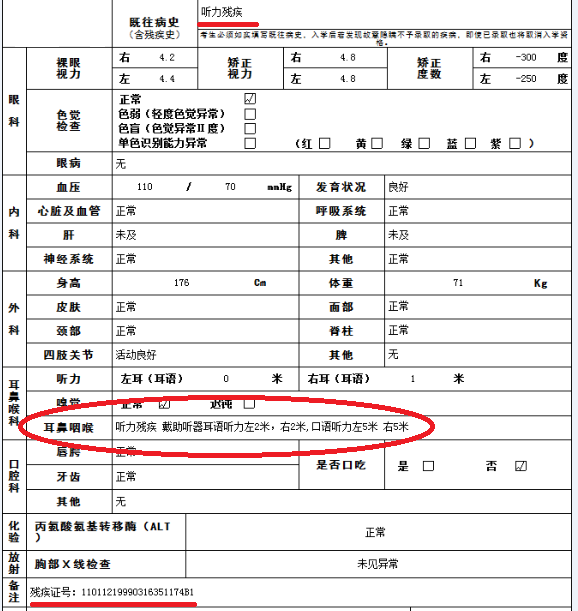 既往病史 听力残疾
(含残疾史) 考生必须如实填写既往病史，入学后若发现故意隐瞒不予录取的疾病，即使已录取也将取消入学资格。
眼科
裸眼视力 右 4.2 矫正视力 右 4.8 矫正度数 右 -300 度
左 4.4 左 4.8 左 -250 度
色觉检查 正常 ☑
色弱（轻度色觉异常） □
色盲（色觉异常Ⅱ度） □
单色识别能力异常 □ （红 □ 黄 □ 绿 □ 蓝 □ 紫 □ ）
眼病 无
内科
血压 110 / 70 mmHg 发育状况 良好
心脏及血管 正常 呼吸系统 正常
肝 未及 脾 未及
神经系统 正常 其他 正常
外科
身高 176 Cm 体重 71 Kg
皮肤 正常 面部 正常
颈部 正常 脊柱 正常
四肢关节 活动良好 其他 无
耳鼻喉科
听力 左耳（耳语） 0 米 右耳（耳语） 1 米
嗅觉 正常 ☑ 迟钝 □
耳鼻咽喉 听力残疾 戴助听器耳语听力左2米，右2米,口语听力左5米 右5米
口腔科
唇腭 正常 是否口吃 是 □ 否 ☑
牙齿 正常
其他 无
化验 丙氨酸氨基转移酶（ALT） 正常
放射 胸部X线检查 未见异常
备注 残疾证号：11011219990316351174B1